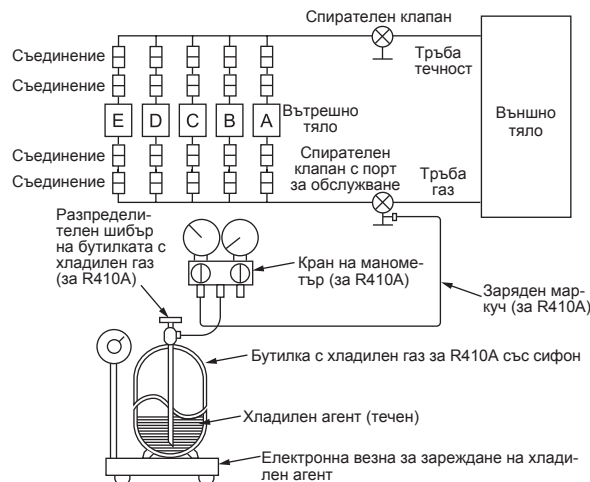 Спирателен клапан
Съединение
Тръба
течност
Съединение
Външно
тяло
E D C B A
Вътрешно
тяло
Съединение
Спирателен
клапан с порт
за обслужване
Тръба
газ
Съединение
Разпредели-
телен шибър
на бутилката с
хладилен газ
(за R410A)
Кран на маноме-
тър (за R410A)
Заряден мар-
куч (за R410A)
Бутилка с хладилен газ за R410A със сифон
Хладилен агент (течен)
Електронна везна за зареждане на хлади-
лен агент